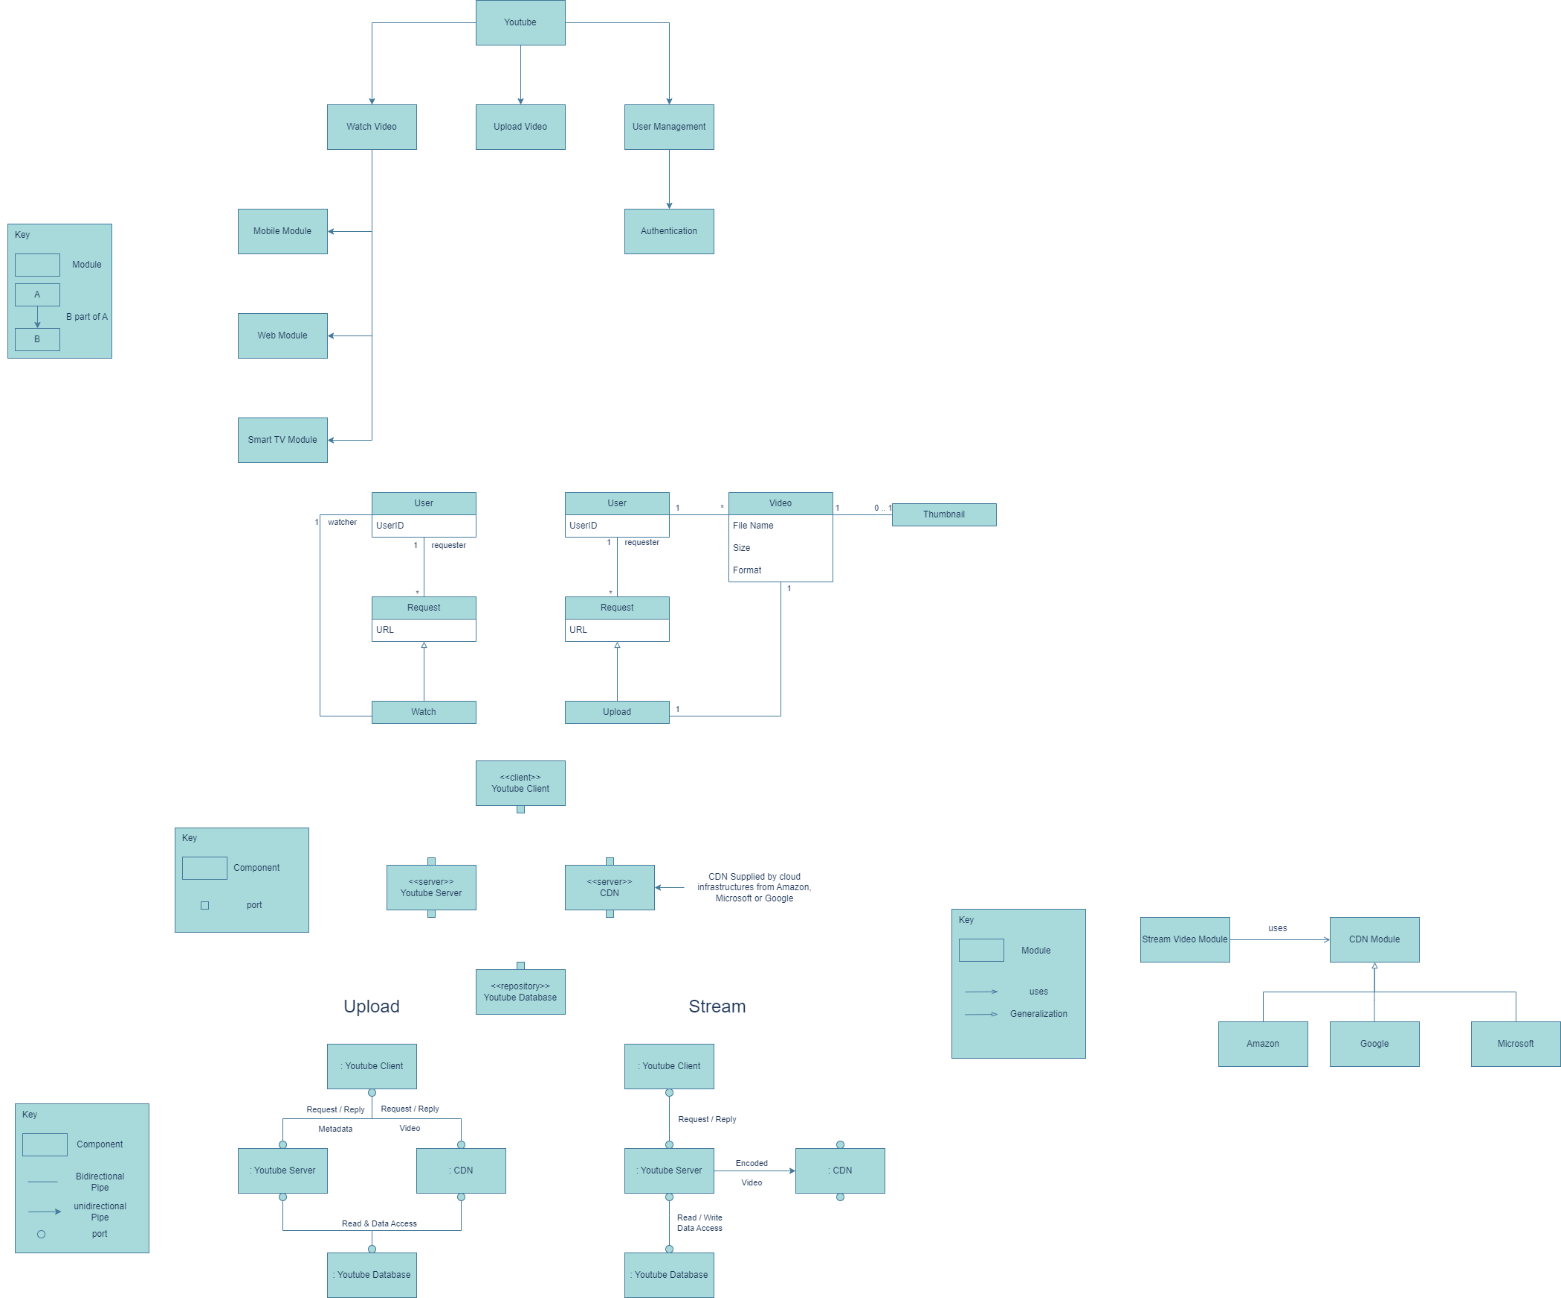 Youtube
Watch Video
Upload Video
User Management
Mobile Module
Authentication
Key
Module
A
B part of A
B
Web Module
Smart TV Module
User
UserID
1 watcher
1 requester
*
Request
URL
Watch
User
UserID
1 *
1 requester
*
Request
URL
Upload
1
Video
File Name
Size
Format
1
1 0 .. 1
Thumbnail
<<client>>
Youtube Client
Key
Component
port
<<server>>
Youtube Server
<<server>>
CDN
CDN Supplied by cloud
infrastructures from Amazon,
Microsoft or Google
<<repository>>
Youtube Database
Key
Module
uses
Generalization
Stream Video Module
uses
CDN Module
Amazon
Google
Microsoft
Upload
: Youtube Client
Request / Reply
Request / Reply
Metadata
Video
: Youtube Server
: CDN
Read & Data Access
: Youtube Database
Key
Component
Bidirectional
Pipe
unidirectional
Pipe
port
Stream
: Youtube Client
Request / Reply
: Youtube Server
Encoded
Video
: CDN
Read / Write
Data Access
: Youtube Database